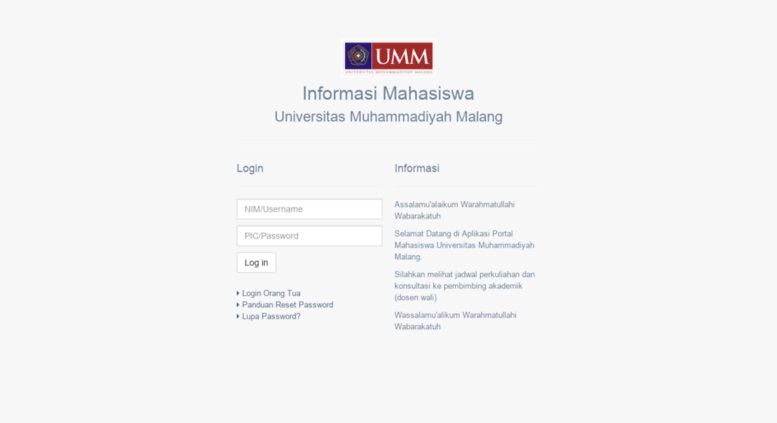 UMM
UNIVERSITAS MUHAMMADIYAH MALANG
Informasi Mahasiswa
Universitas Muhammadiyah Malang
Login
NIM/Username
PIC/Password
Log in
Login Orang Tua
Panduan Reset Password
Lupa Password?
Informasi
Assalamu'alaikum Warahmatullahi
Wabarakatuh
Selamat Datang di Aplikasi Portal
Mahasiswa Universitas Muhammadiyah
Malang.
Silahkan melihat jadwal perkuliahan dan
konsultasi ke pembimbing akademik
(dosen wali)
Wassalamu'alikum Warahmatullahi
Wabarakatuh